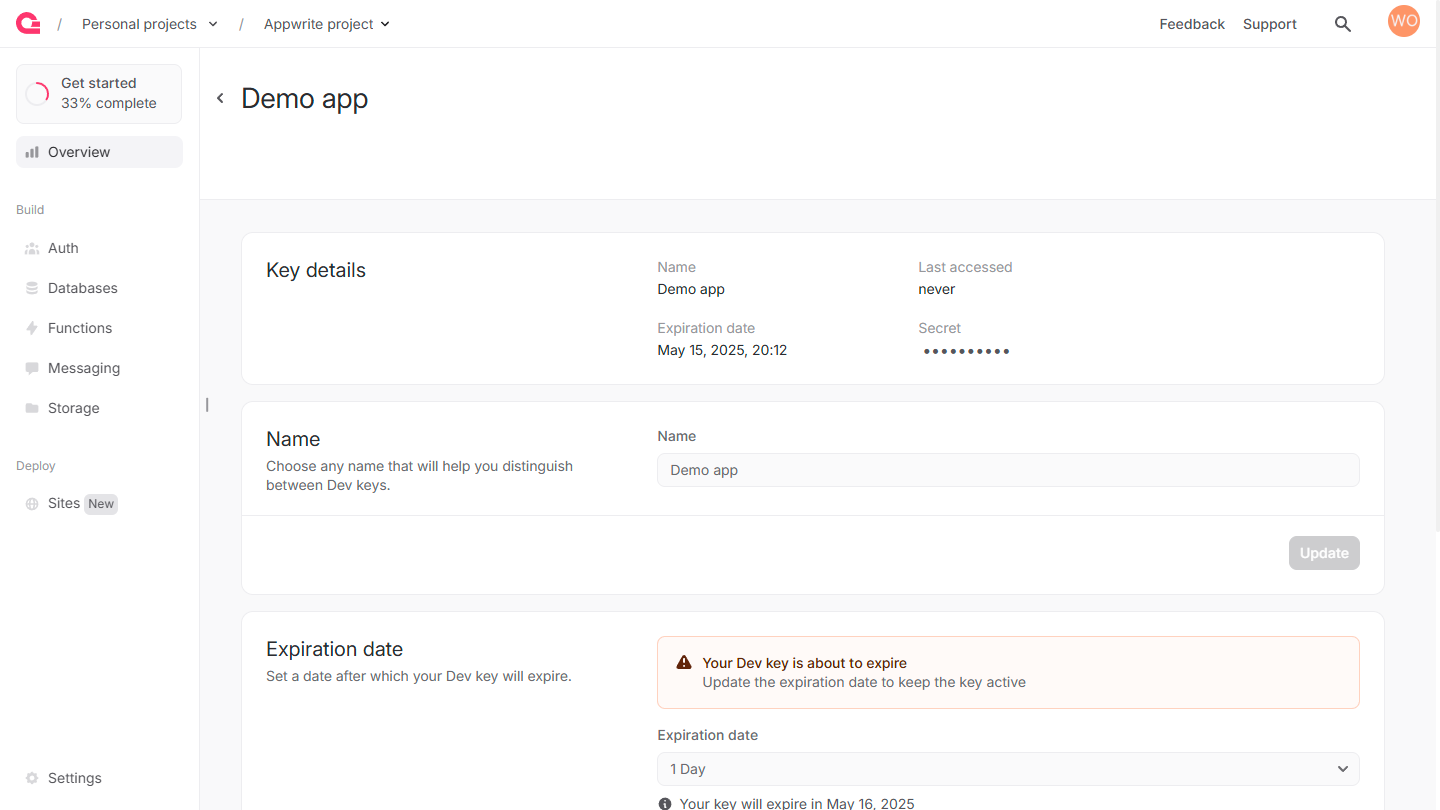 / Personal projects / Appwrite project
Feedback Support
WO
Get started
33% complete
Overview
Build
Auth
Databases
Functions
Messaging
Storage
Deploy
Sites New
Settings
Demo app
Key details
Name
Demo app
Last accessed
never
Expiration date
May 15, 2025, 20:12
Secret
••••••••••
Name
Choose any name that will help you distinguish
between Dev keys.
Name
Demo app
Update
Expiration date
Set a date after which your Dev key will expire.
Your Dev key is about to expire
Update the expiration date to keep the key active
Expiration date
1 Day
Your key will expire in May 16, 2025